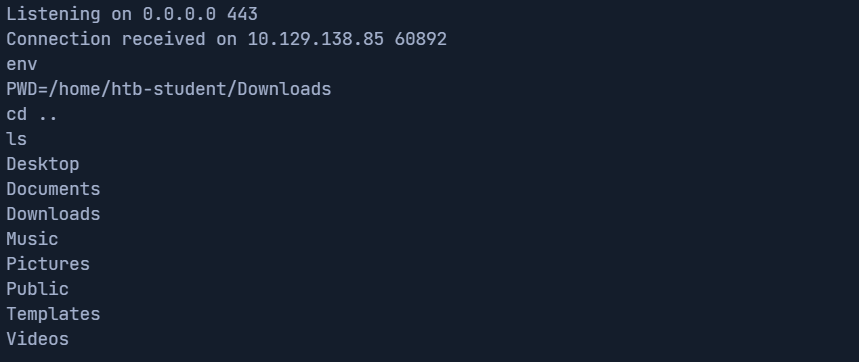 Listening on 0.0.0.0 443
Connection received on 10.129.138.85 60892
env
PWD=/home/htb-student/Downloads
cd ..
ls
Desktop
Documents
Downloads
Music
Pictures
Public
Templates
Videos